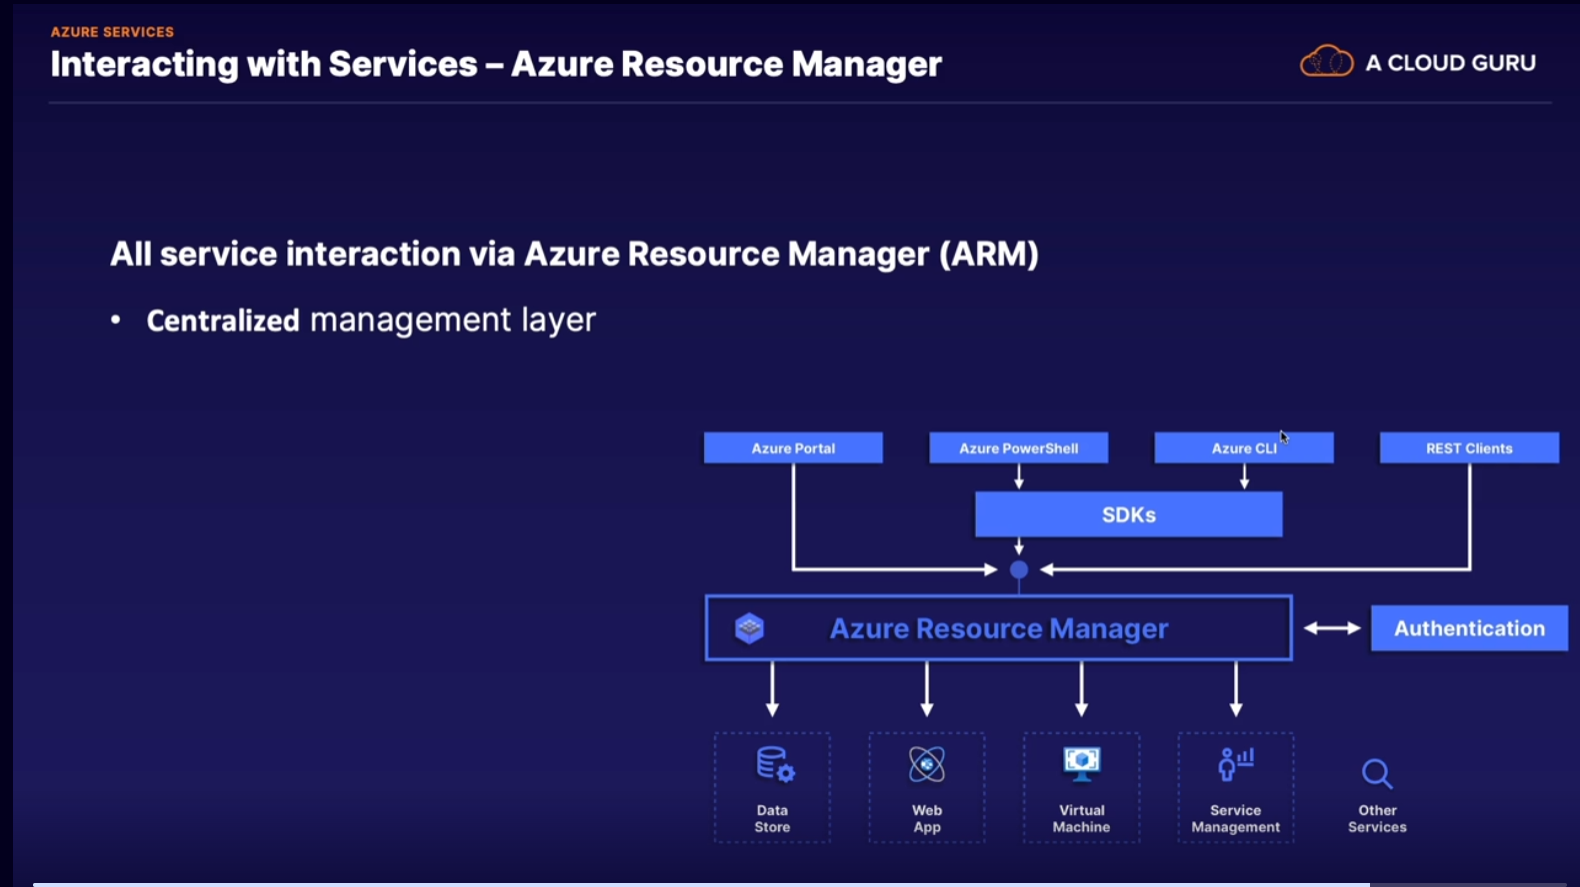 AZURE SERVICES
Interacting with Services – Azure Resource Manager
A CLOUD GURU
All service interaction via Azure Resource Manager (ARM)
• Centralized management layer
Azure Portal
Azure PowerShell
Azure CLI
REST Clients
SDKs
Azure Resource Manager
Authentication
Data
Store
Web
App
Virtual
Machine
Service
Management
Other
Services